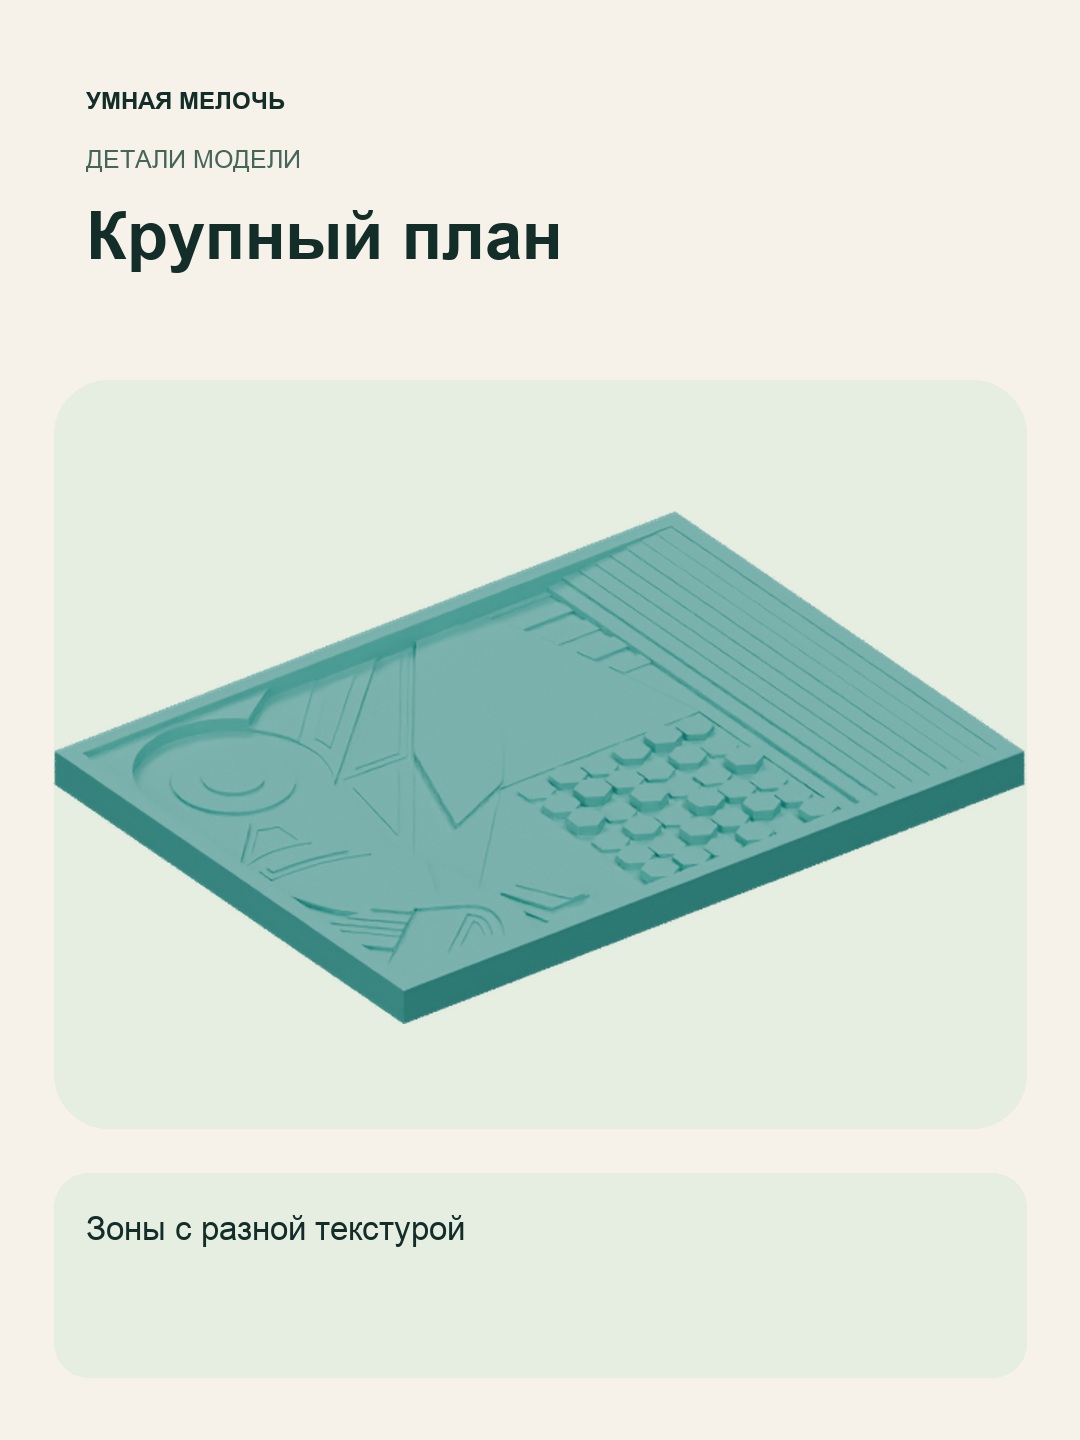 УМНАЯ МЕЛОЧЬ
ДЕТАЛИ МОДЕЛИ
Крупный план
Зоны с разной текстурой